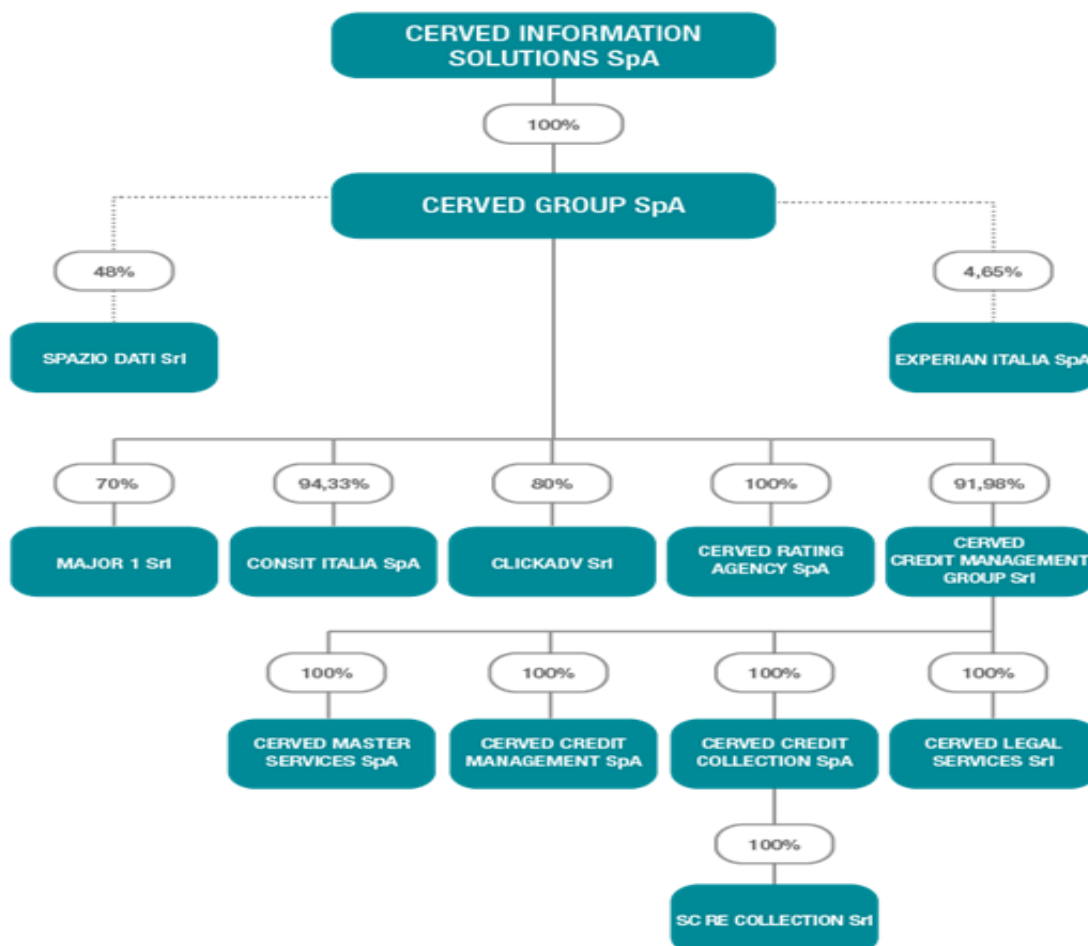 CERVED INFORMATION
SOLUTIONS SpA
100%
CERVED GROUP SpA
48%
4,65%
SPAZIO DATI Srl
EXPERIAN ITALIA SpA
70%
94,33%
80%
100%
91,98%
MAJOR 1 Srl
CONSIT ITALIA SpA
CLICKADV Srl
CERVED RATING
AGENCY SpA
CERVED
CREDIT MANAGEMENT
GROUP Srl
100%
100%
100%
100%
CERVED MASTER
SERVICES SpA
CERVED CREDIT
MANAGEMENT SpA
CERVED CREDIT
COLLECTION SpA
CERVED LEGAL
SERVICES Srl
100%
SC RE COLLECTION Srl